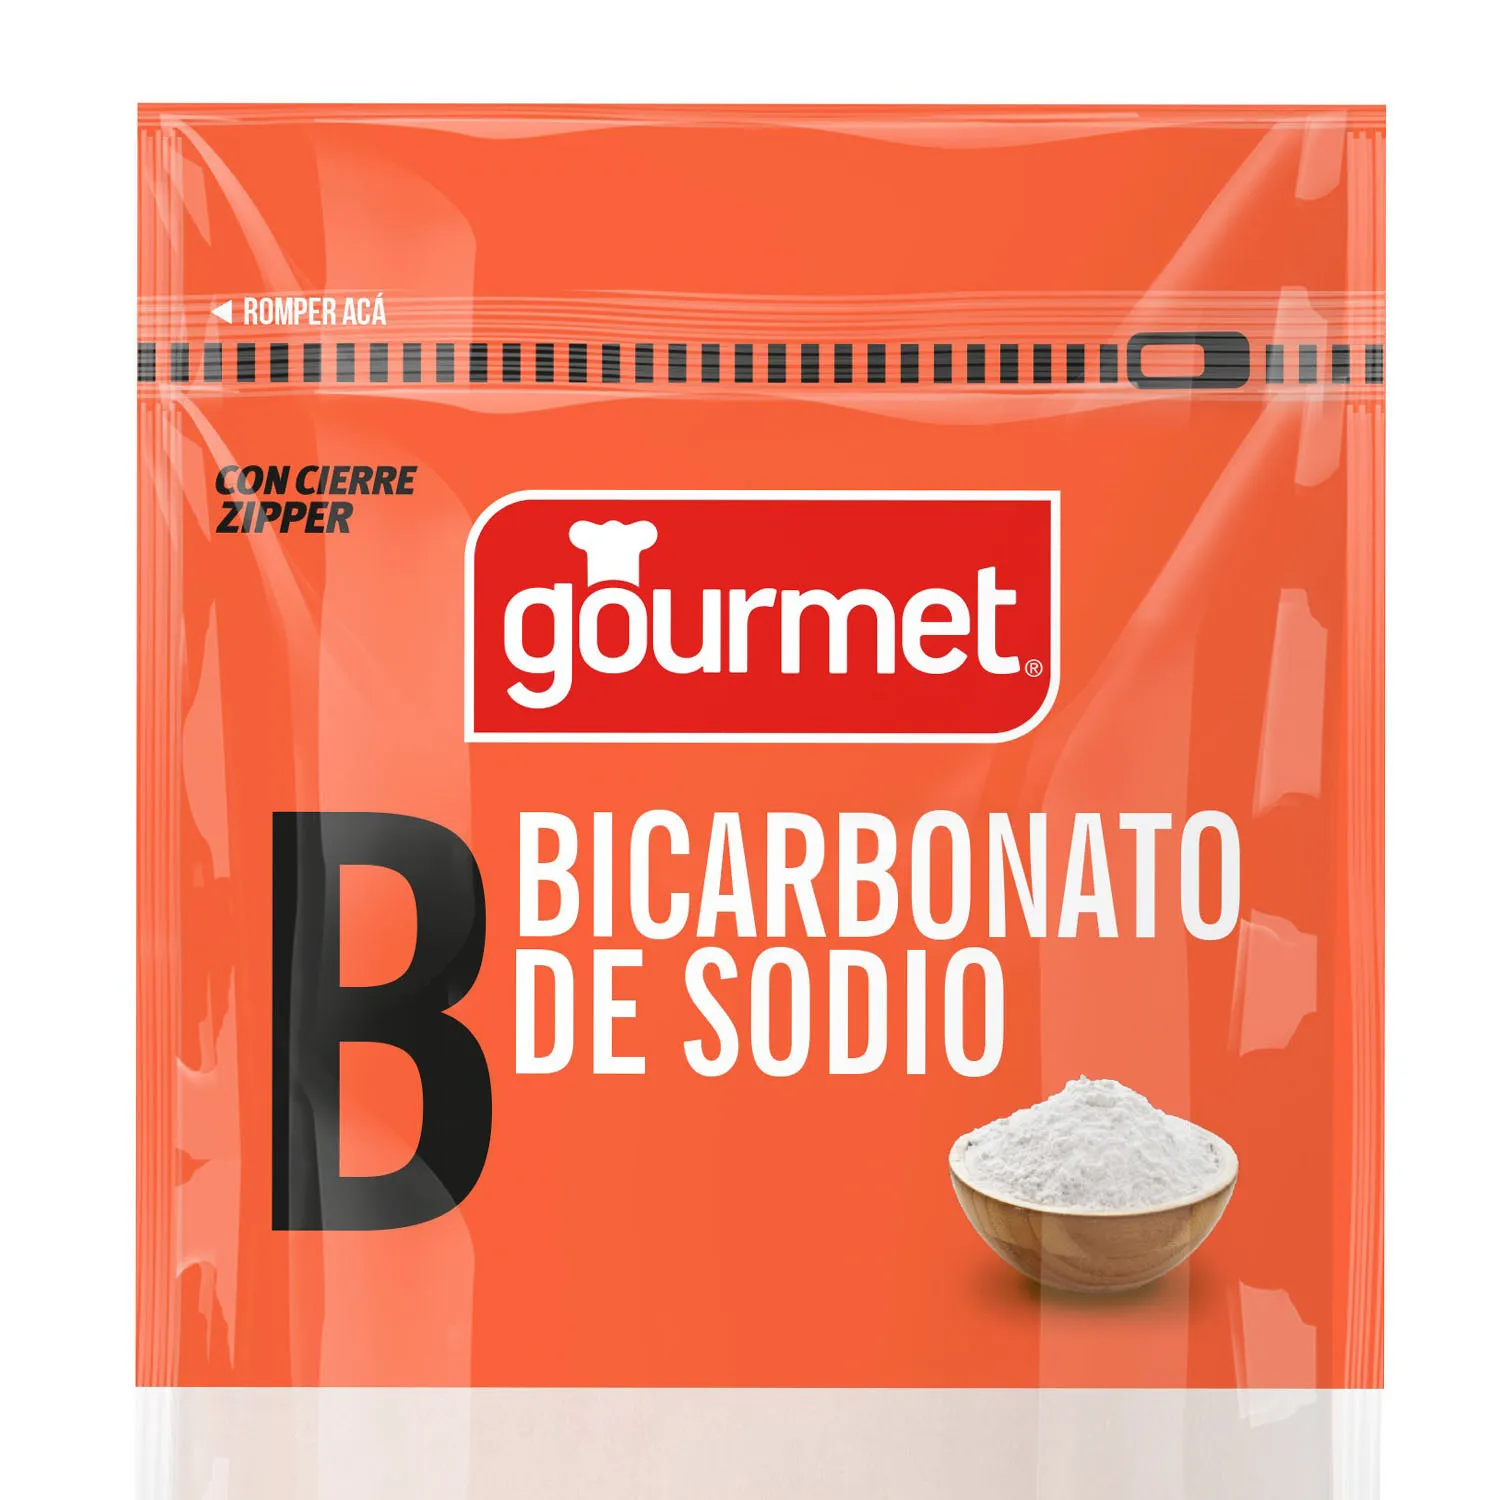 ROMPER ACÁ
CON CIERRE
ZIPPER
gourmet®
B
BICARBONATO
DE SODIO